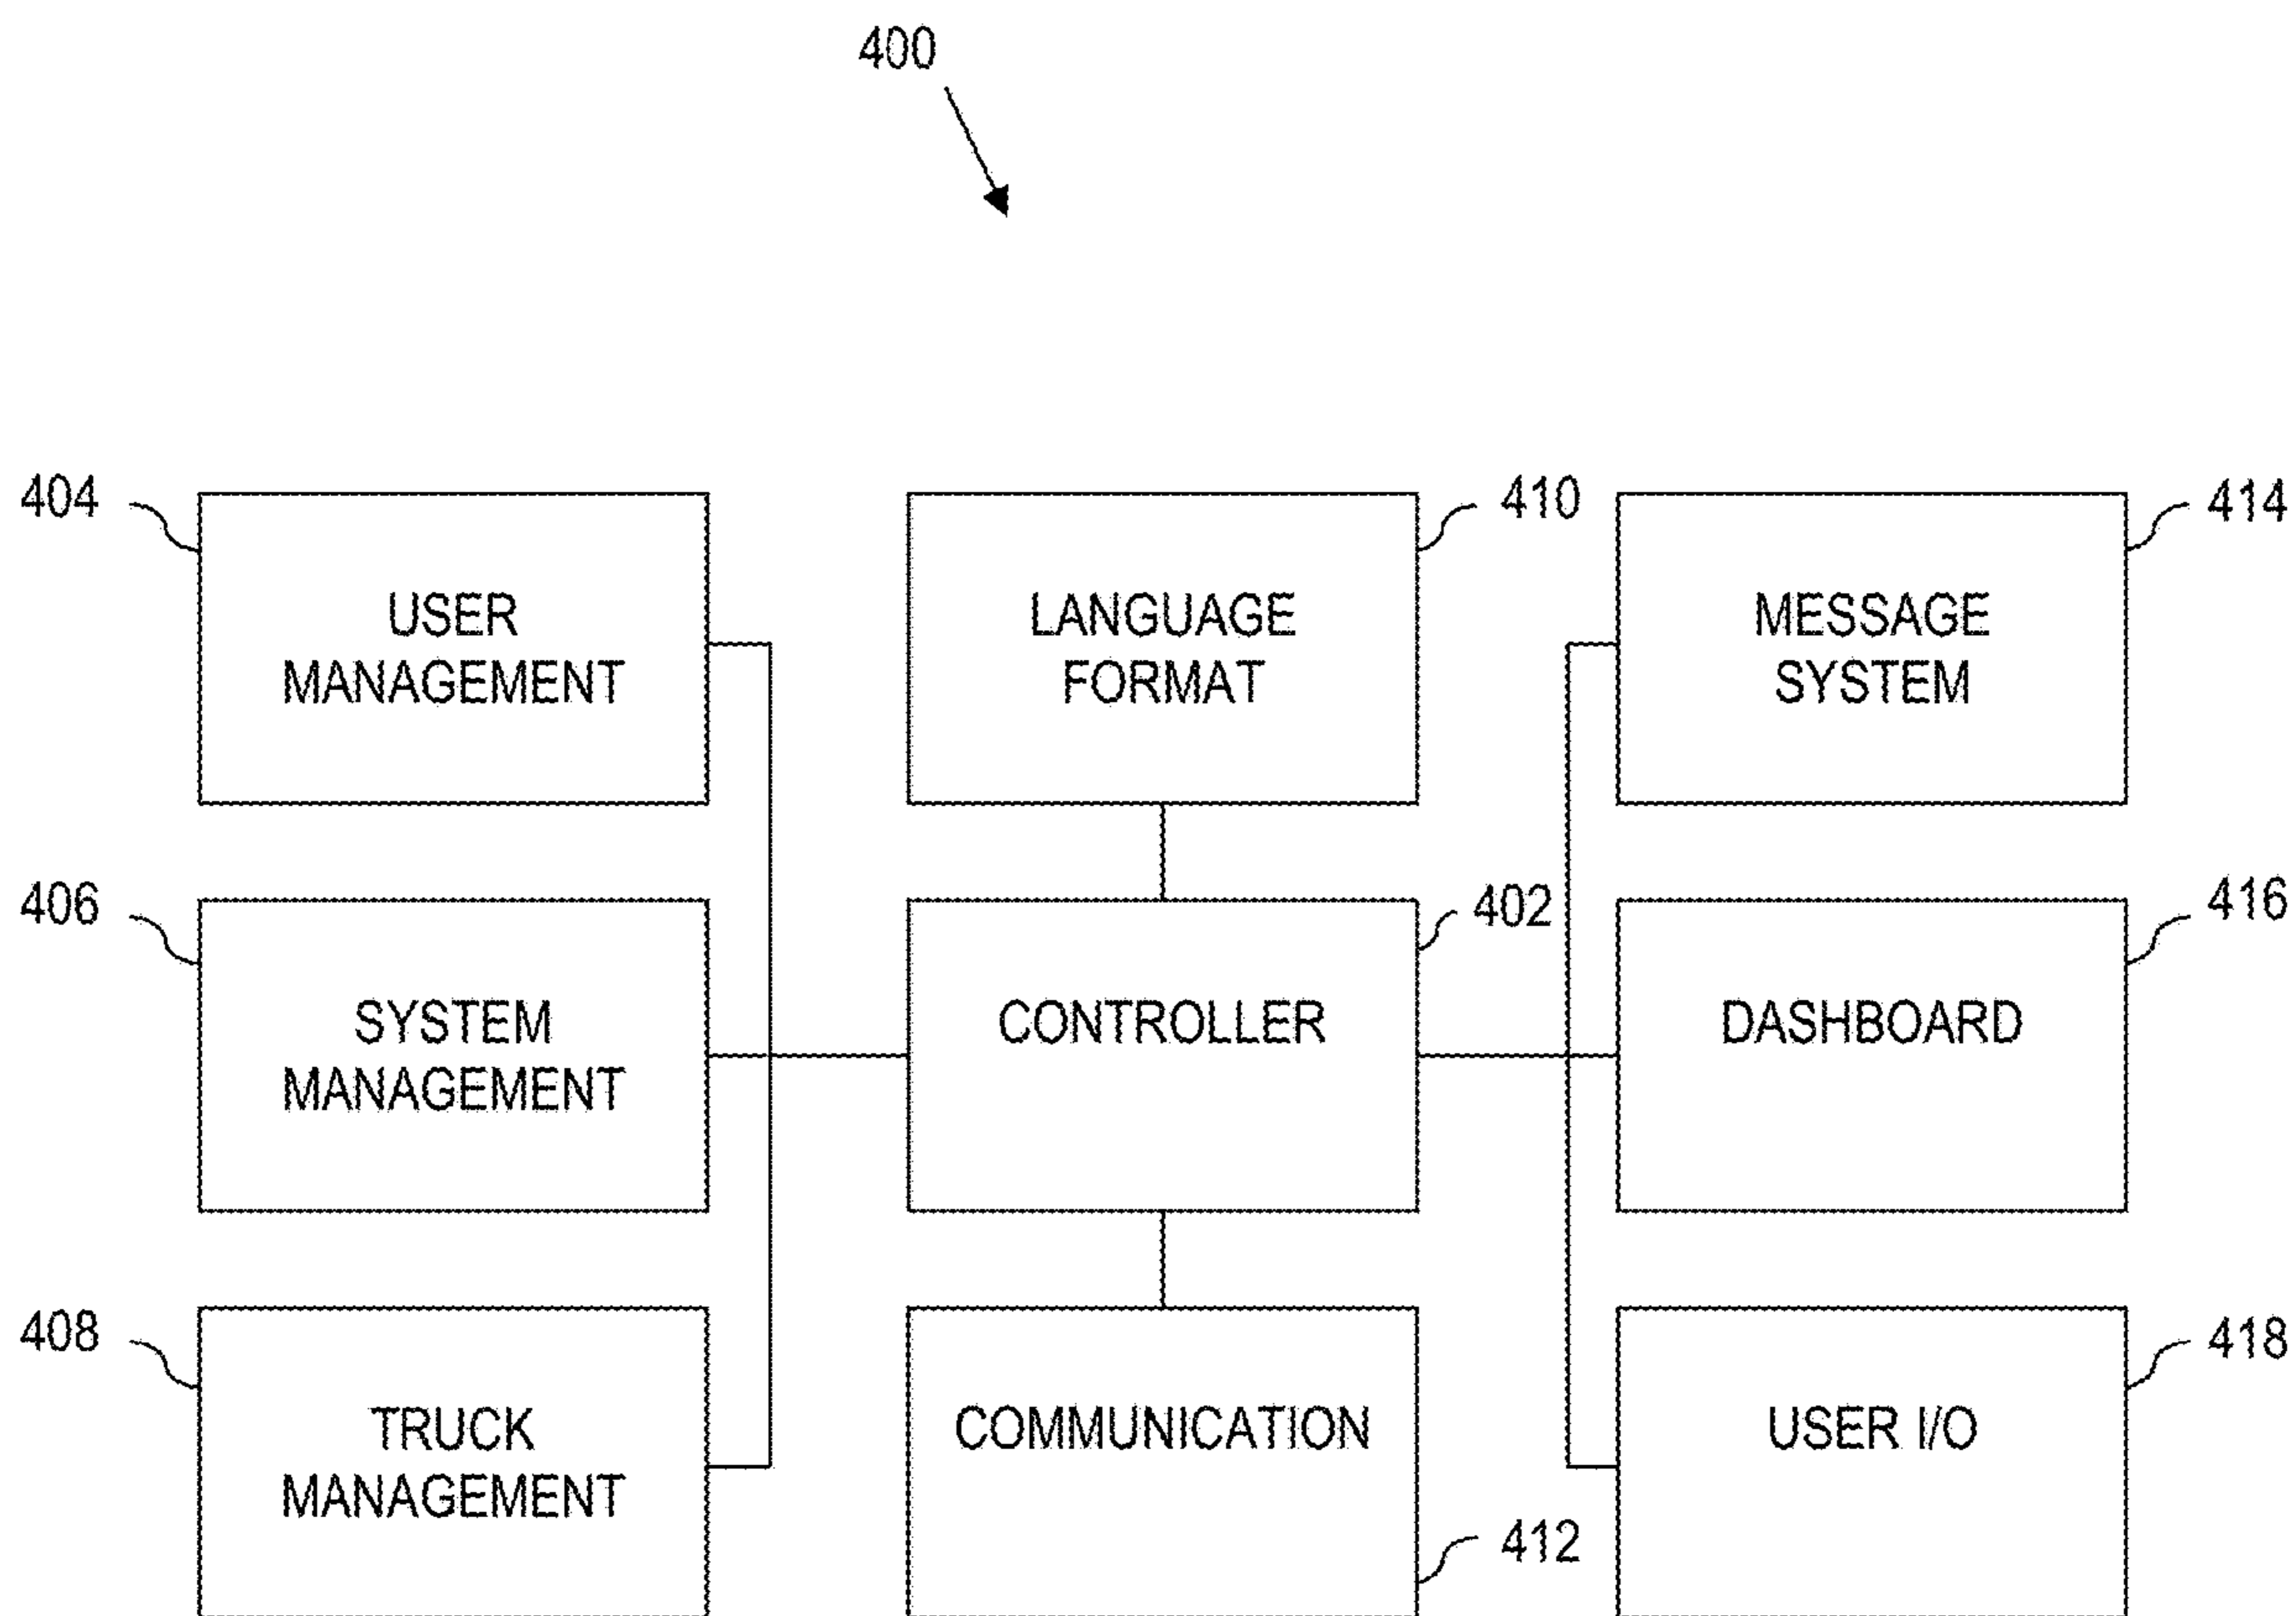 400
404
USER
MANAGEMENT
410
LANGUAGE
FORMAT
414
MESSAGE
SYSTEM
406
SYSTEM
MANAGEMENT
402
CONTROLLER
416
DASHBOARD
408
TRUCK
MANAGEMENT
COMMUNICATION
412
418
USER I/O